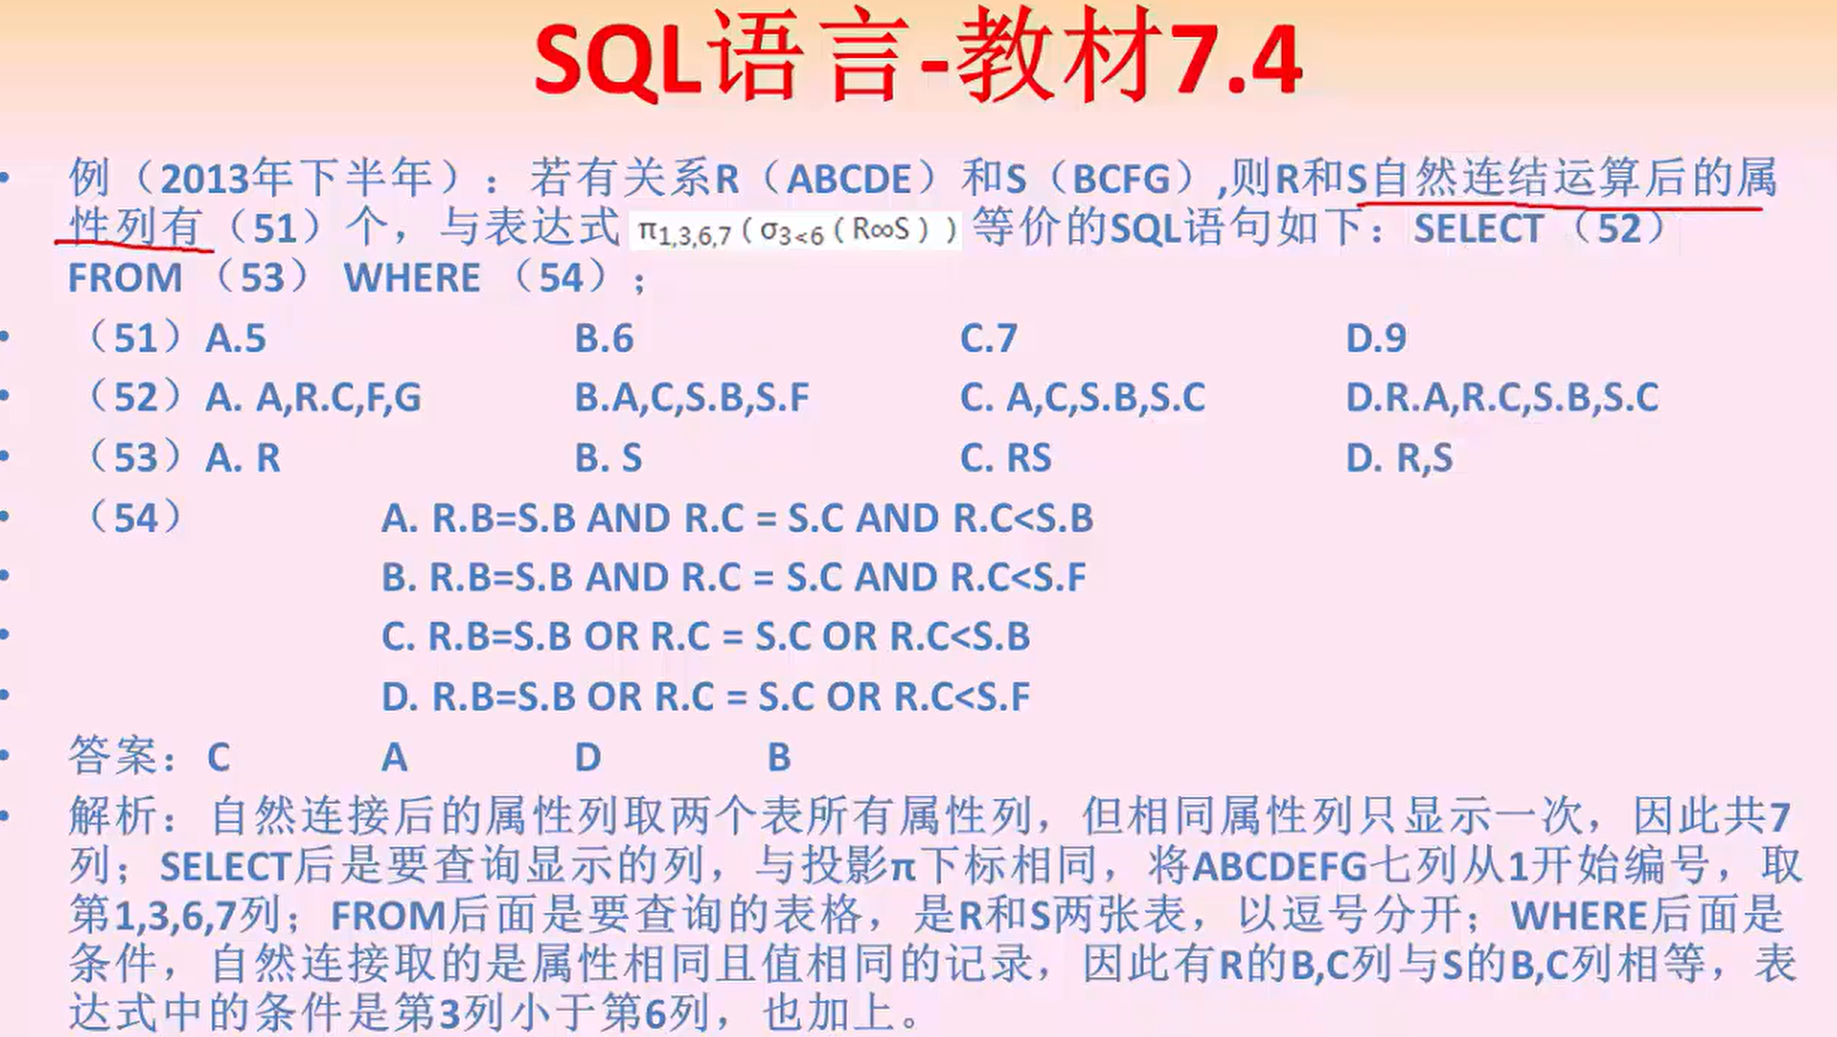 SQL语言-教材7.4
• 例（2013年下半年）：若有关系R（ABCDE）和S（BCFG）,则R和S自然连结运算后的属
性列有（51）个，与表达式 π1,3,6,7（σ3<6（R∞S）） 等价的SQL语句如下：SELECT （52）
FROM （53） WHERE （54）；
• （51）A.5 B.6 C.7 D.9
• （52）A. A,R.C,F,G B.A,C,S.B,S.F C. A,C,S.B,S.C D.R.A,R.C,S.B,S.C
• （53）A. R B. S C. RS D. R,S
• （54） A. R.B=S.B AND R.C = S.C AND R.C<S.B
• B. R.B=S.B AND R.C = S.C AND R.C<S.F
• C. R.B=S.B OR R.C = S.C OR R.C<S.B
• D. R.B=S.B OR R.C = S.C OR R.C<S.F
• 答案：C A D B
• 解析：自然连接后的属性列取两个表所有属性列，但相同属性列只显示一次，因此共7
列；SELECT后是要查询显示的列，与投影π下标相同，将ABCDEFG七列从1开始编号，取
第1,3,6,7列；FROM后面是要查询的表格，是R和S两张表，以逗号分开；WHERE后面是
条件，自然连接取的是属性相同且值相同的记录，因此有R的B,C列与S的B,C列相等，表
达式中的条件是第3列小于第6列，也加上。